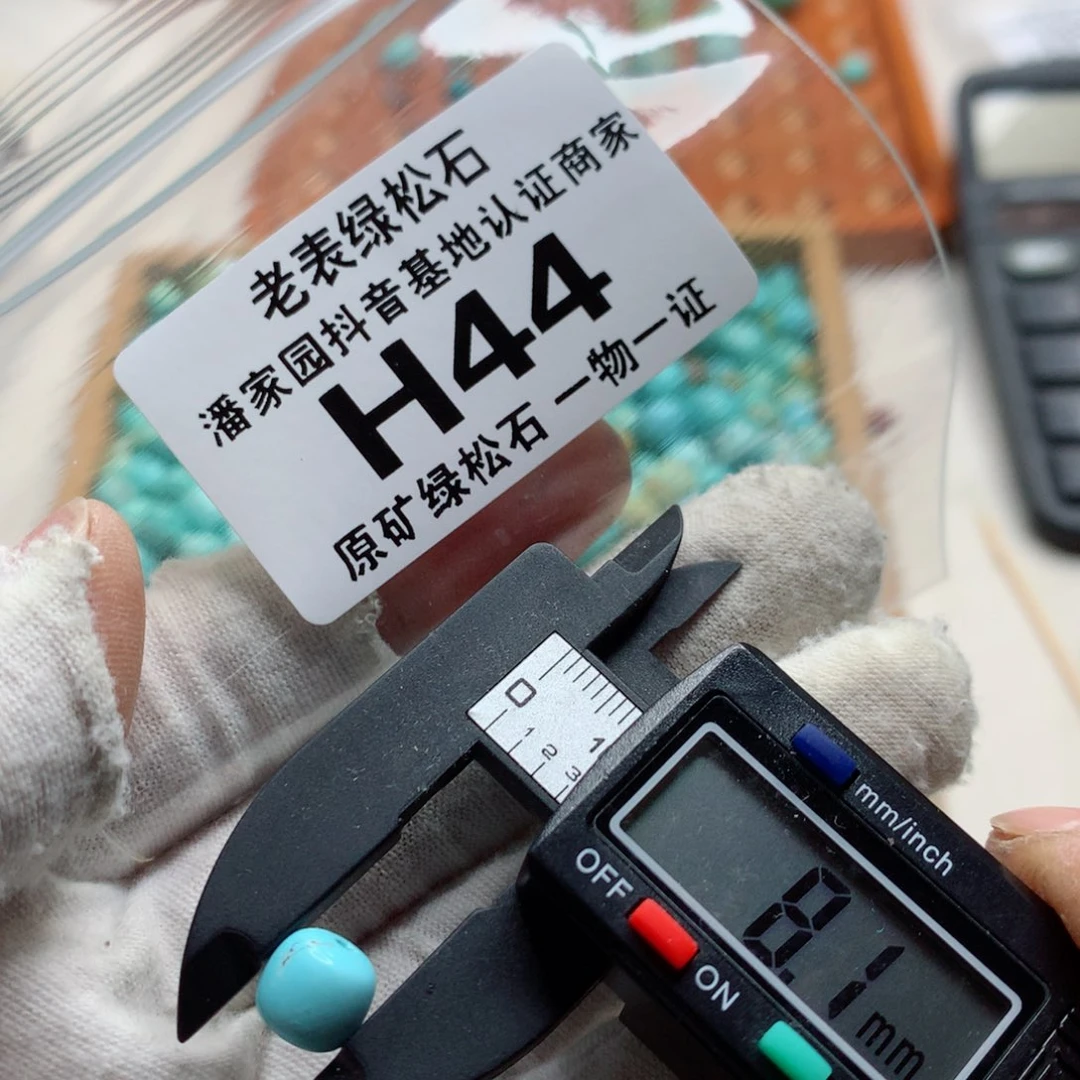 老表绿松石
潘家园抖音基地认证商家
H44
原矿绿松石 一物一证
0 1
1 2 3
mm/inch
OFF
ON
8.1 mm